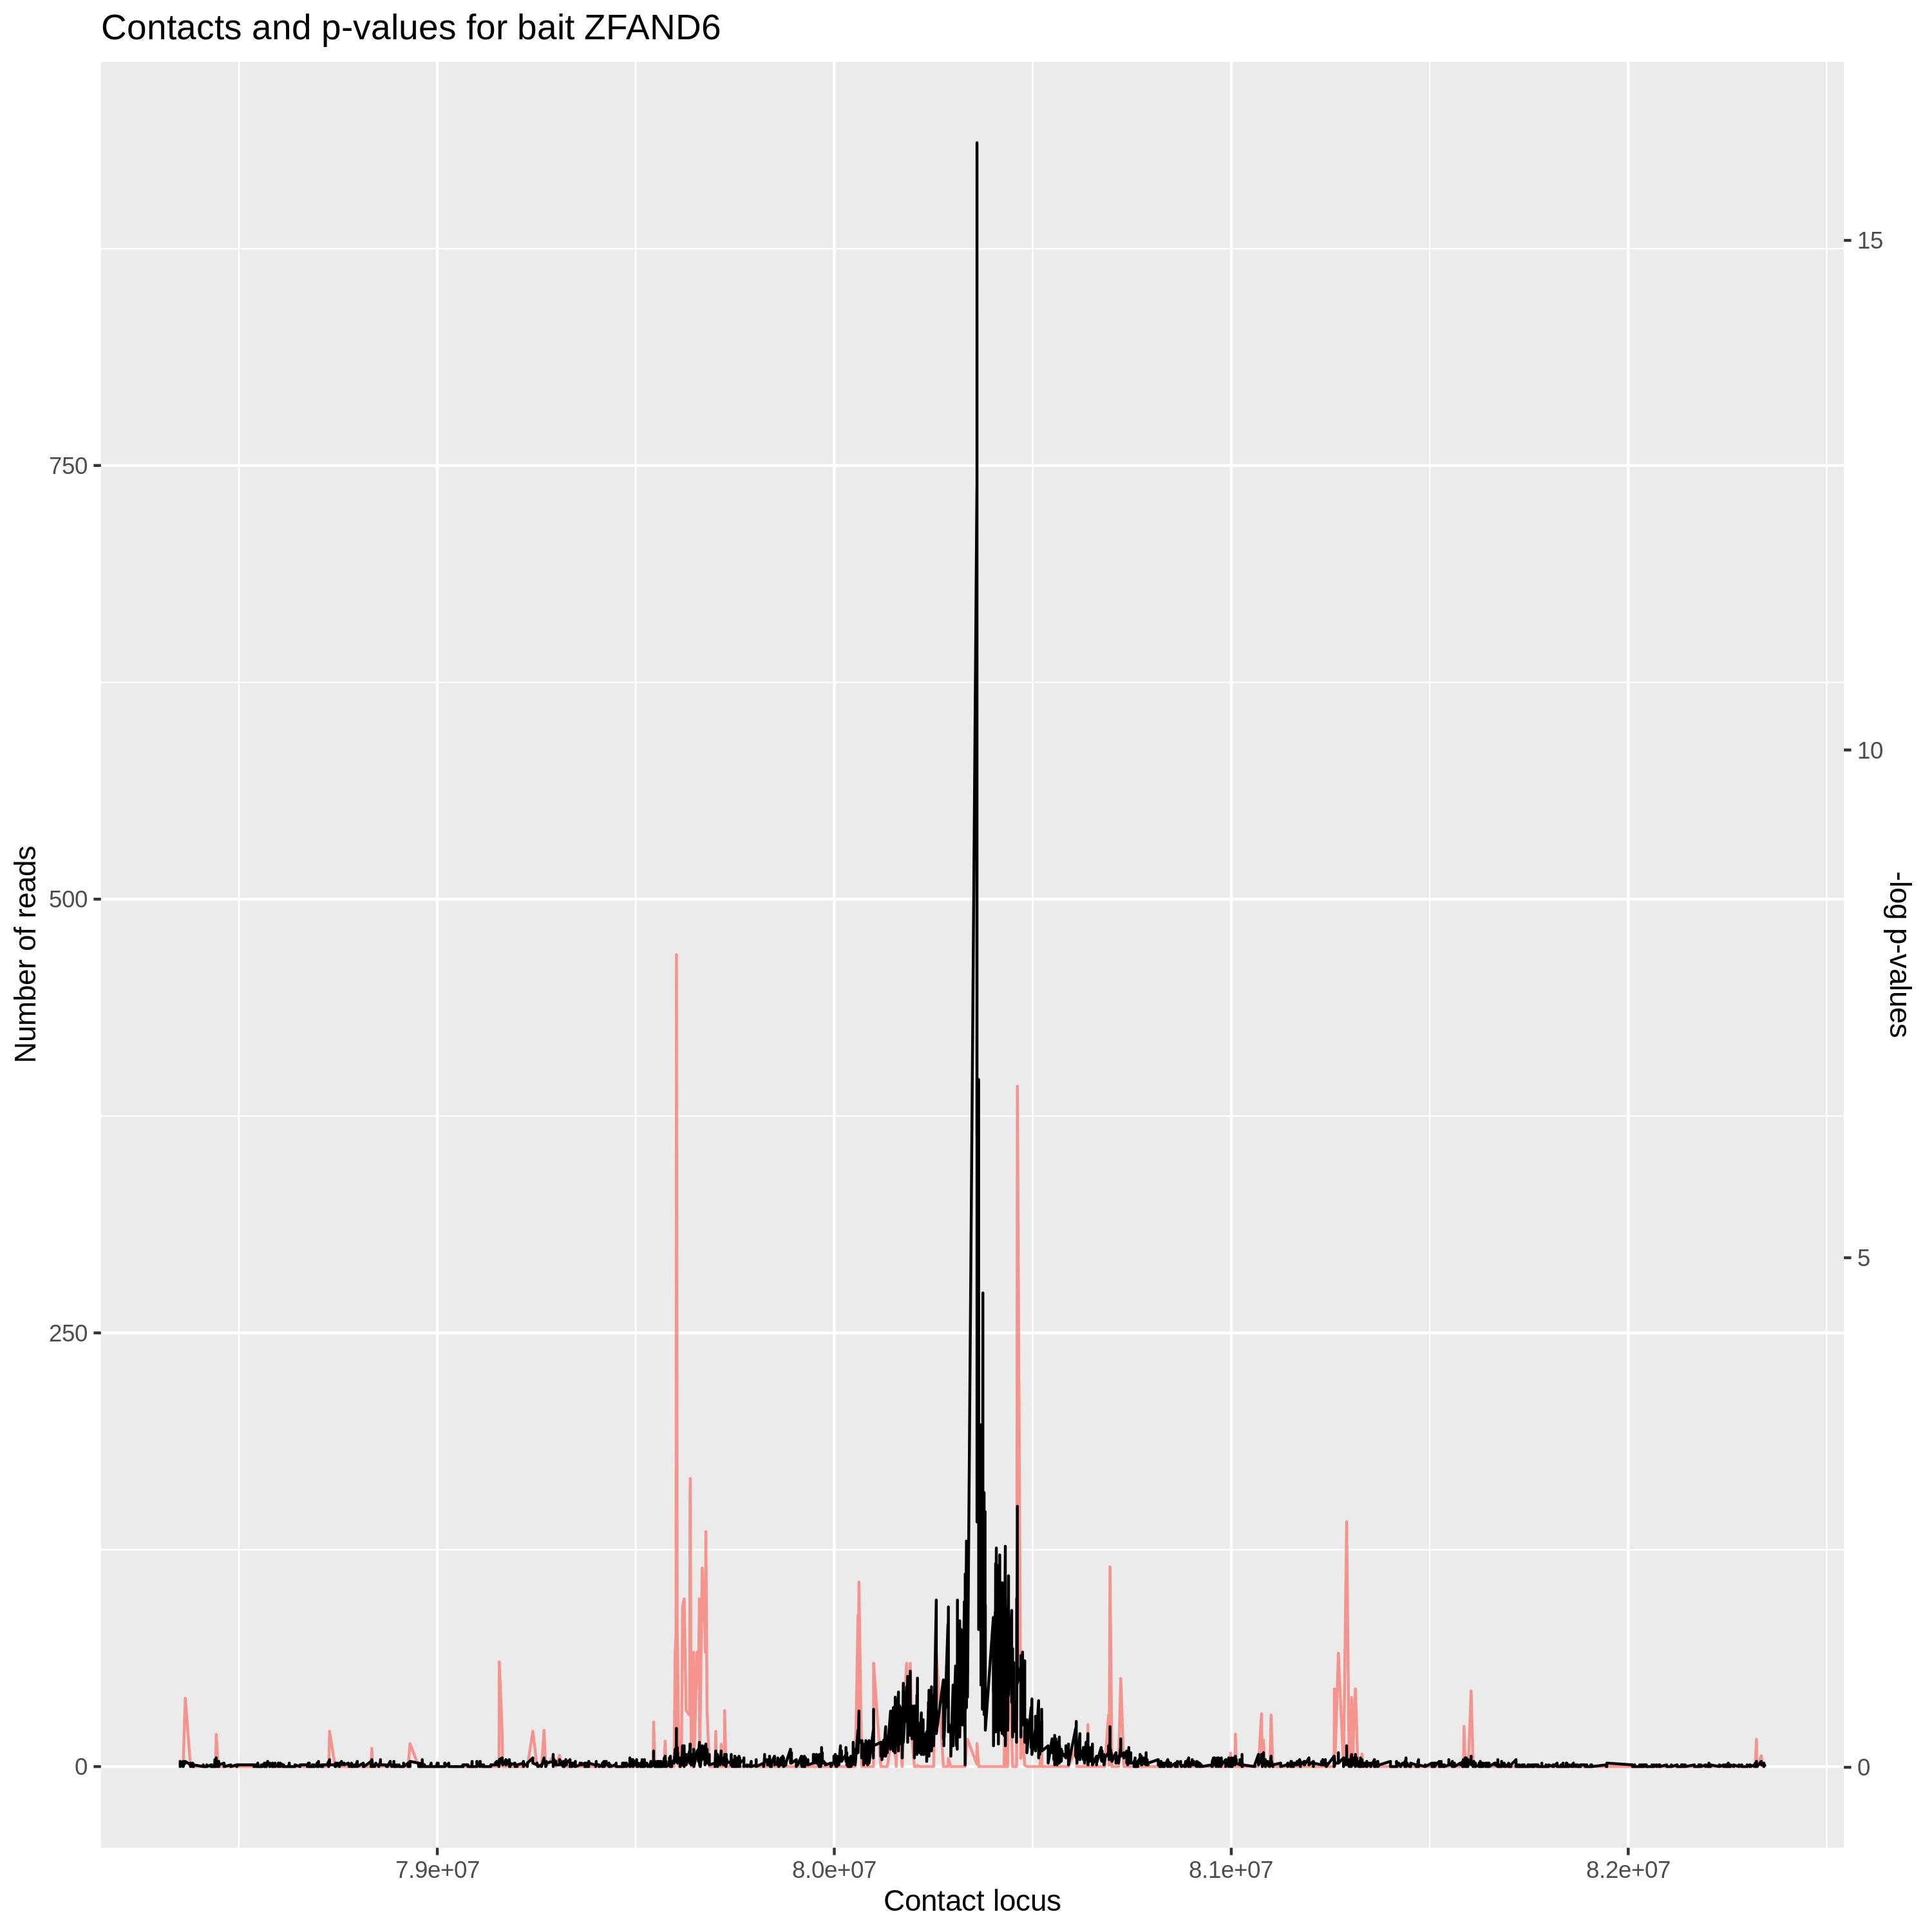 Contacts and p-values for bait ZFAND6
750
500
250
0
Number of reads
15
10
5
0
-log p-values
7.9e+07 8.0e+07 8.1e+07 8.2e+07
Contact locus